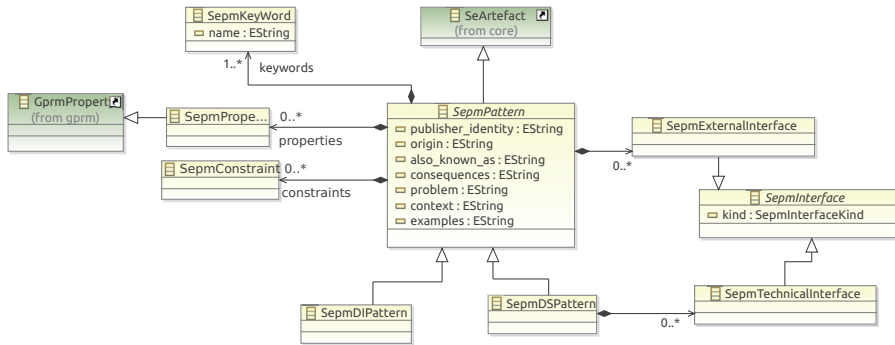 SepmKeyWord
name : EString
SeArtefact
(from core)
1..*
keywords
GprmPropert
(from gprm)
SepmPrope...
0..*
properties
SepmPattern
publisher_identity : EString
origin : EString
also_known_as : EString
consequences : EString
problem : EString
context : EString
examples : EString
SepmExternalInterface
0..*
SepmConstraint
0..*
constraints
SepmInterface
kind : SepmInterfaceKind
SepmDIPattern
SepmDSPattern
0..*
SepmTechnicalInterface